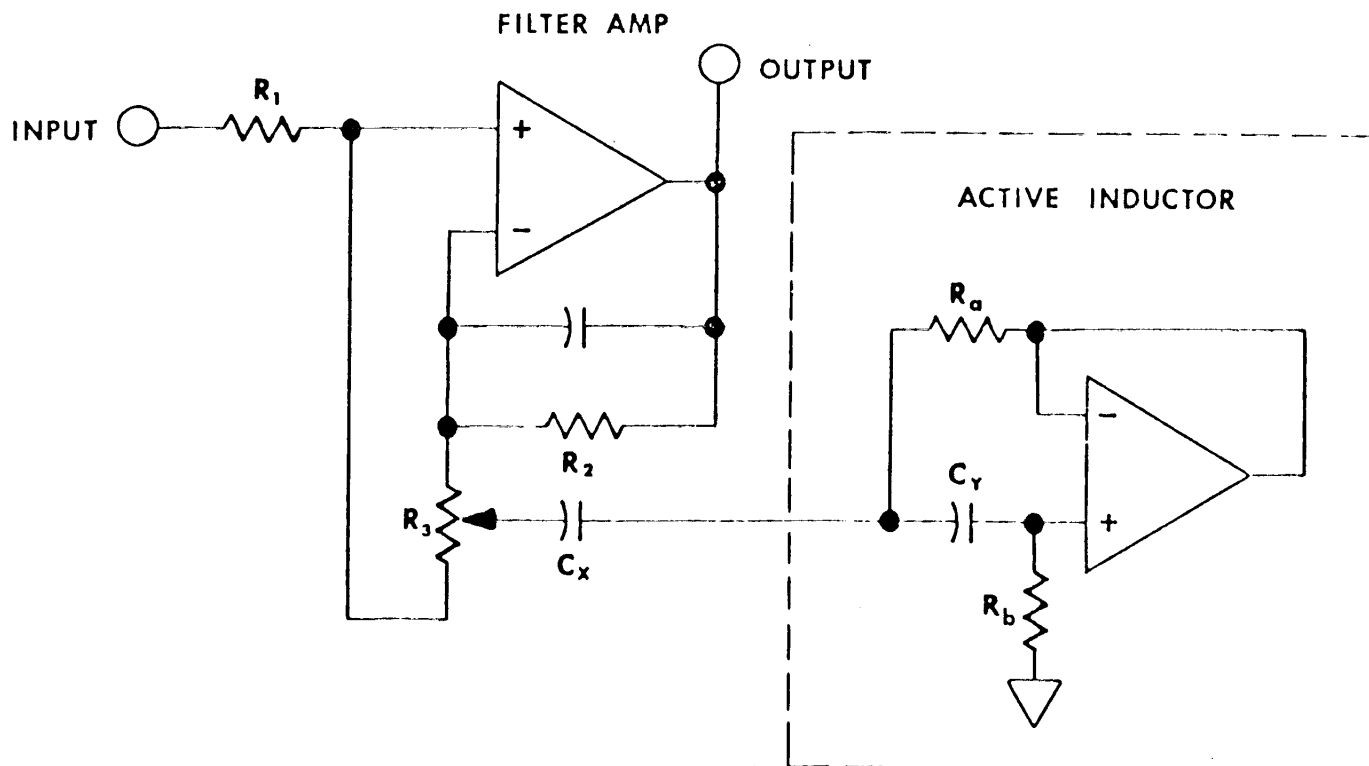 FILTER AMP
OUTPUT
R1
INPUT
+
−
ACTIVE INDUCTOR
Ra
−
R2
CY
R3
+
CX
Rb